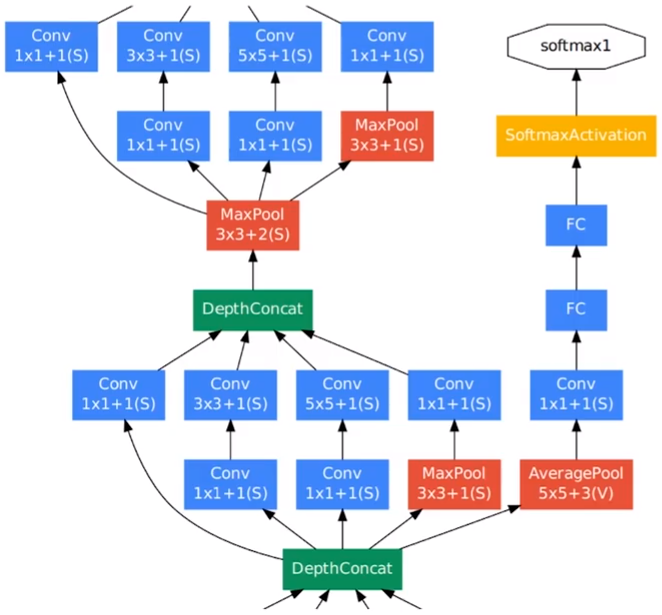 Conv
1x1+1(S)
Conv
3x3+1(S)
Conv
5x5+1(S)
Conv
1x1+1(S)
softmax1
Conv
1x1+1(S)
Conv
1x1+1(S)
MaxPool
3x3+1(S)
SoftmaxActivation
MaxPool
3x3+2(S)
FC
DepthConcat
FC
Conv
1x1+1(S)
Conv
3x3+1(S)
Conv
5x5+1(S)
Conv
1x1+1(S)
Conv
1x1+1(S)
Conv
1x1+1(S)
Conv
1x1+1(S)
MaxPool
3x3+1(S)
AveragePool
5x5+3(V)
DepthConcat